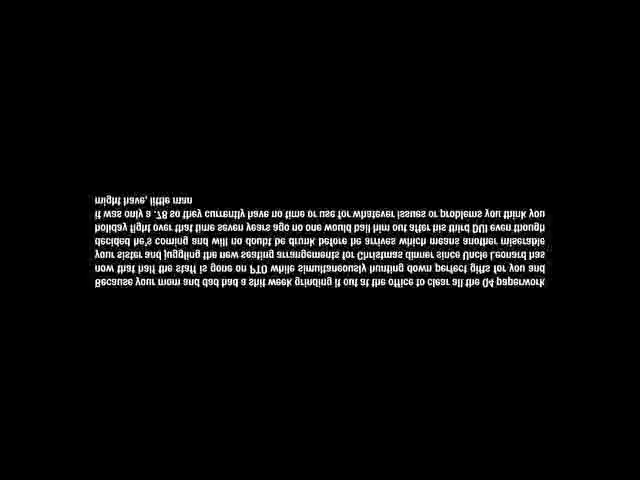 Because your mom and dad had a shit week grinding it out at the office to clear all the Q4 paperwork
now that half the staff is gone on PTO while simultaneously hunting down perfect gifts for you and
your sister and juggling the new seating arrangements for Christmas dinner since Uncle Leonard has
decided he's coming and will no doubt be drunk before he arrives which means another miserable
holiday fight over that time seven years ago no one would bail him out after his third DUI even though
it was only a .78 so they currently have no time or use for whatever issues or problems you think you
might have, little man